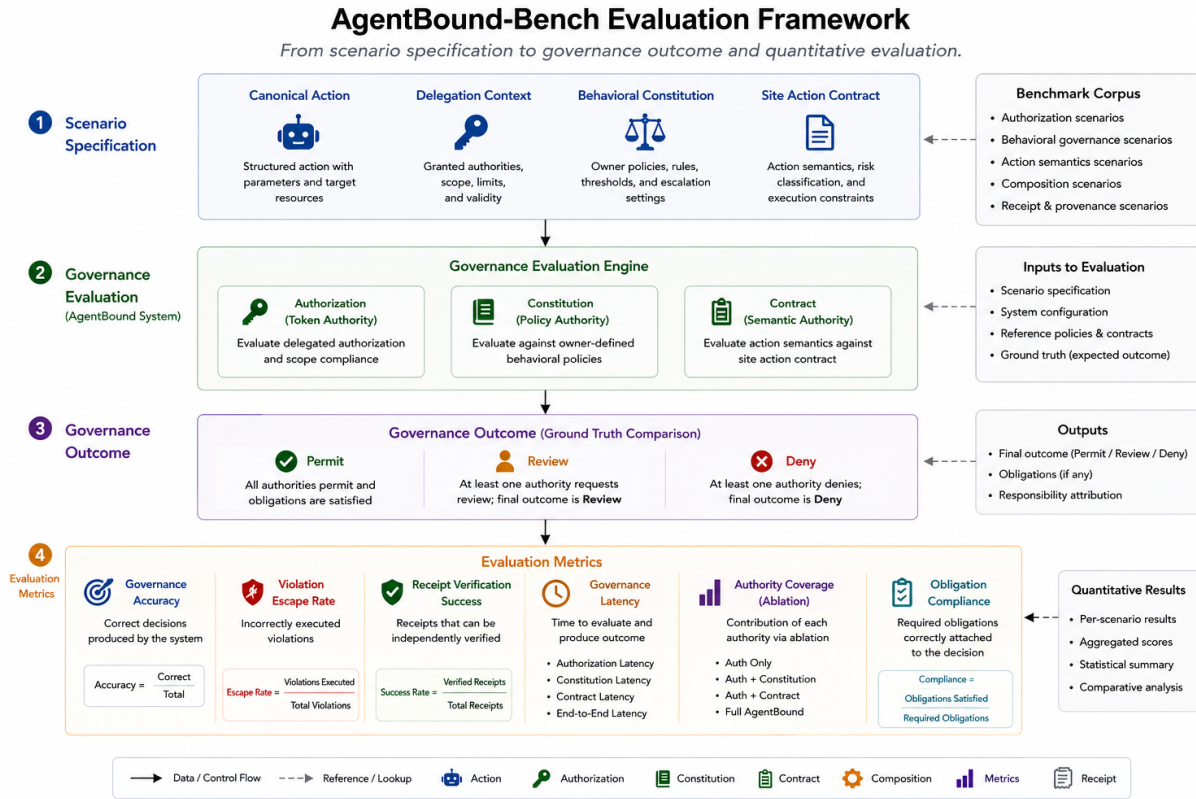 AgentBound-Bench Evaluation Framework
From scenario specification to governance outcome and quantitative evaluation.
1
Scenario
Specification
Canonical Action
Structured action with
parameters and target
resources
Delegation Context
Granted authorities,
scope, limits,
and validity
Behavioral Constitution
Owner policies, rules,
thresholds, and escalation
settings
Site Action Contract
Action semantics, risk
classification, and
execution constraints
Benchmark Corpus
• Authorization scenarios
• Behavioral governance scenarios
• Action semantics scenarios
• Composition scenarios
• Receipt & provenance scenarios
2
Governance
Evaluation
(AgentBound System)
Governance Evaluation Engine
Authorization
(Token Authority)
Evaluate delegated authorization
and scope compliance
Constitution
(Policy Authority)
Evaluate against owner-defined
behavioral policies
Contract
(Semantic Authority)
Evaluate action semantics against
site action contract
Inputs to Evaluation
• Scenario specification
• System configuration
• Reference policies & contracts
• Ground truth (expected outcome)
3
Governance
Outcome
Governance Outcome (Ground Truth Comparison)
Permit
All authorities permit and
obligations are satisfied
Review
At least one authority requests
review; final outcome is Review
Deny
At least one authority denies;
final outcome is Deny
Outputs
• Final outcome (Permit / Review / Deny)
• Obligations (if any)
• Responsibility attribution
4
Evaluation
Metrics
Evaluation Metrics
Governance
Accuracy
Correct decisions
produced by the system
Accuracy = Correct
Total
Violation
Escape Rate
Incorrectly executed
violations
Escape Rate = Violations Executed
Total Violations
Receipt Verification
Success
Receipts that can be
independently verified
Success Rate = Verified Receipts
Total Receipts
Governance
Latency
Time to evaluate and
produce outcome
• Authorization Latency
• Constitution Latency
• Contract Latency
• End-to-End Latency
Authority Coverage
(Ablation)
Contribution of each
authority via ablation
• Auth Only
• Auth + Constitution
• Auth + Contract
• Full AgentBound
Obligation
Compliance
Required obligations
correctly attached
to the decision
Compliance =
Obligations Satisfied
Required Obligations
Quantitative Results
• Per-scenario results
• Aggregated scores
• Statistical summary
• Comparative analysis
Data / Control Flow
Reference / Lookup
Action
Authorization
Constitution
Contract
Composition
Metrics
Receipt